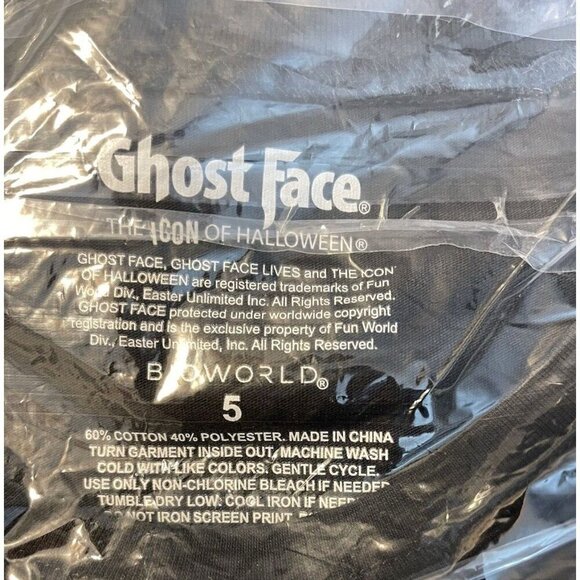 Ghost Face®
THE ICON OF HALLOWEEN®
GHOST FACE, GHOST FACE LIVES and THE ICON
OF HALLOWEEN are registered trademarks of Fun
World Div., Easter Unlimited Inc. All Rights Reserved.
GHOST FACE protected under worldwide copyright
registration and is the exclusive property of Fun World
Div., Easter Unlimited, Inc. All Rights Reserved.
BIOWORLD®
5
60% COTTON 40% POLYESTER. MADE IN CHINA
TURN GARMENT INSIDE OUT, MACHINE WASH
COLD WITH LIKE COLORS. GENTLE CYCLE.
USE ONLY NON-CHLORINE BLEACH IF NEEDED
TUMBLE DRY LOW. COOL IRON IF NEEDED
DO NOT IRON SCREEN PRINT.